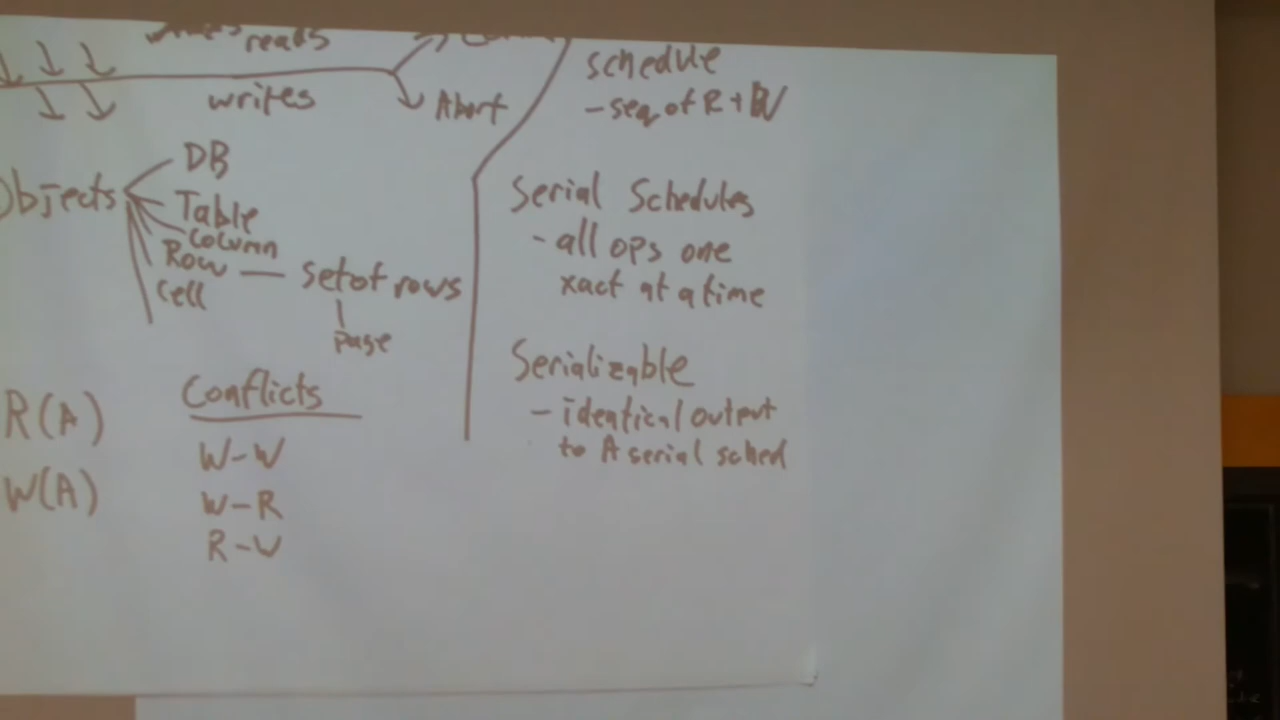 reads
writes
Abort
Objects
DB
Table
Column
Row — set of rows
Cell
page
R(A)
W(A)
Conflicts
W-W
W-R
R-W
schedule
- seq of R + W
Serial Schedules
- all ops one
xact at a time
Serializable
- identical output
to A serial sched